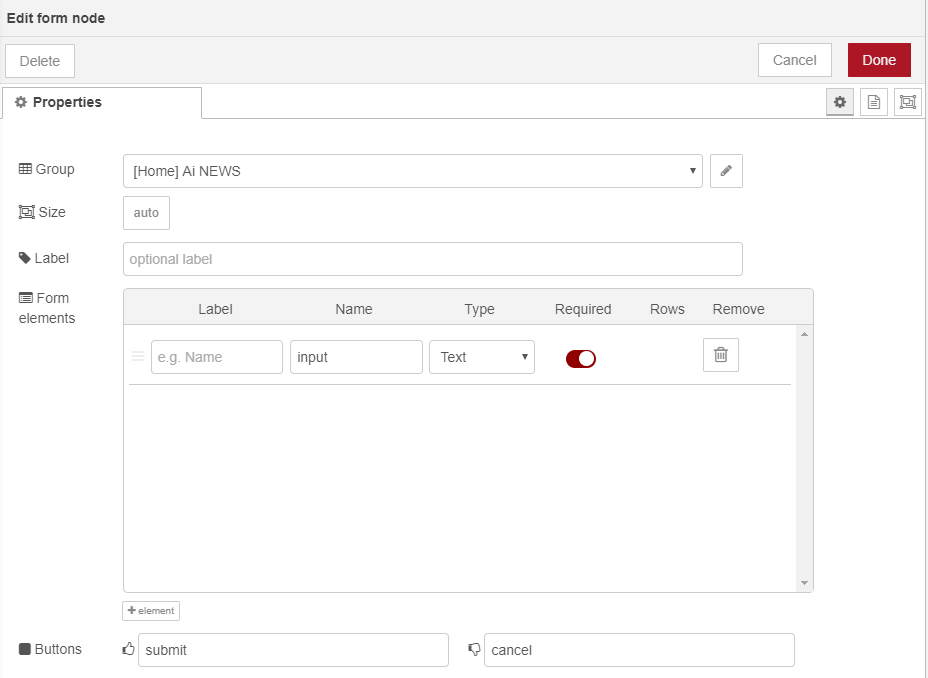 Edit form node
Delete Cancel Done
Properties
Group [Home] Ai NEWS
Size auto
Label optional label
Form elements
Label Name Type Required Rows Remove
e.g. Name input Text
element
Buttons submit cancel